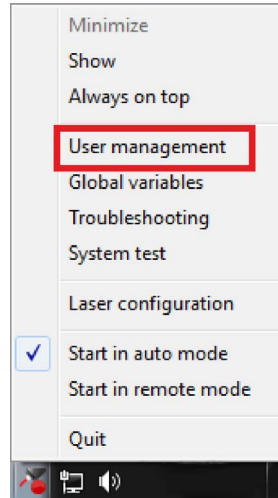 Minimize
Show
Always on top
User management
Global variables
Troubleshooting
System test
Laser configuration
Start in auto mode
Start in remote mode
Quit